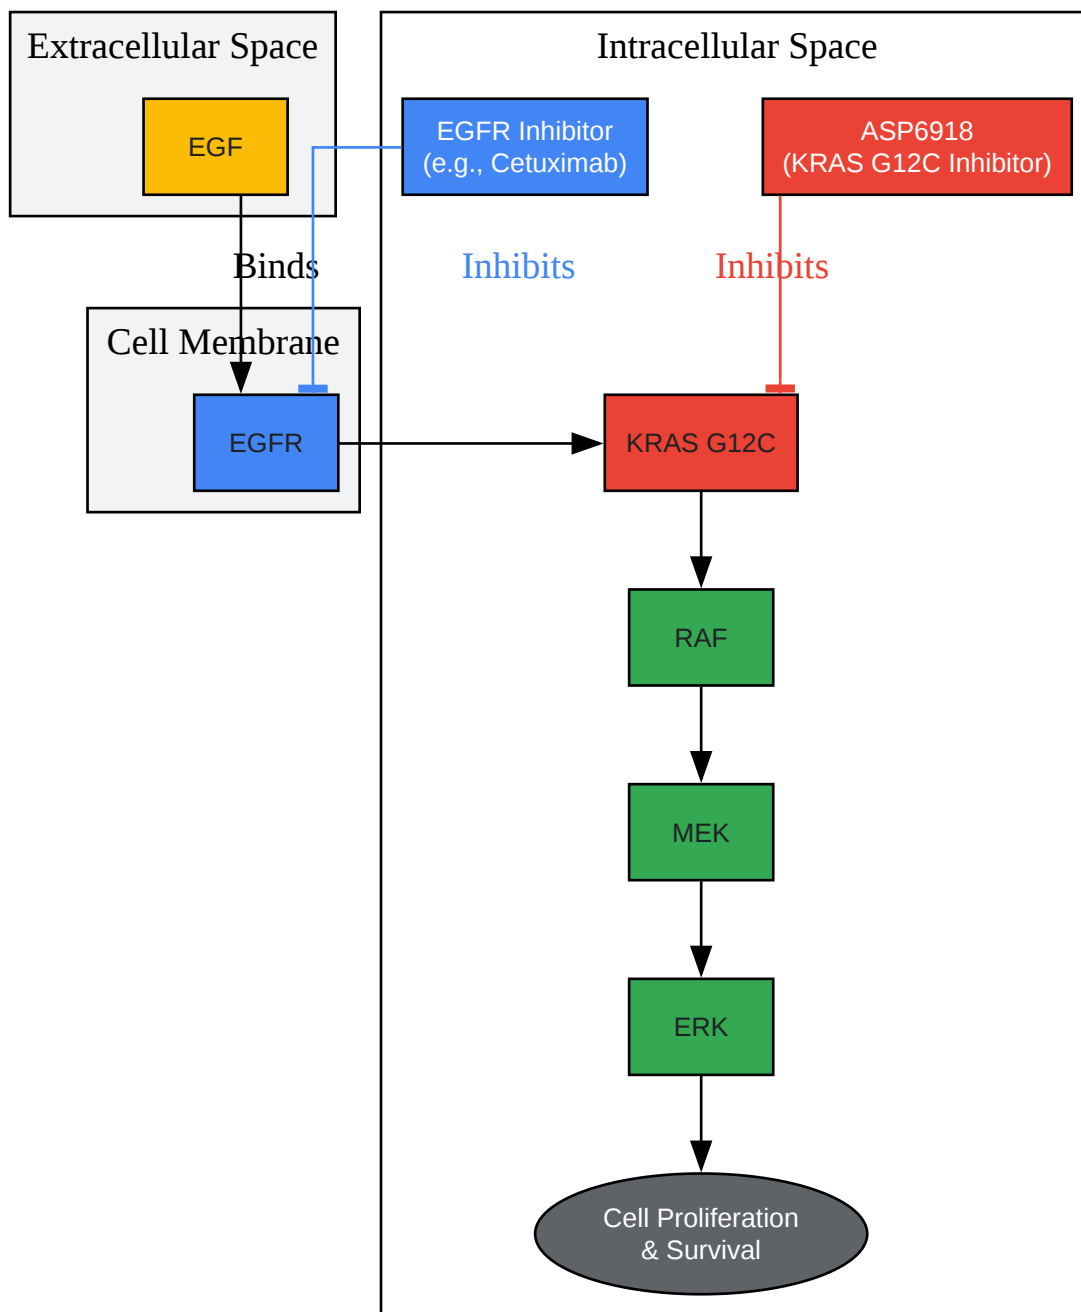 Extracellular Space
Intracellular Space
EGF
EGFR Inhibitor
(e.g., Cetuximab)
ASP6918
(KRAS G12C Inhibitor)
Binds
Inhibits
Inhibits
Cell Membrane
EGFR
KRAS G12C
RAF
MEK
ERK
Cell Proliferation
& Survival